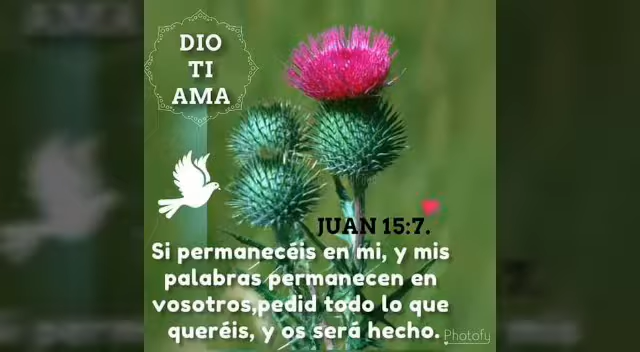 DIO
TI
AMA
JUAN 15:7.
Si permanecéis en mi, y mis
palabras permanecen en
vosotros,pedid todo lo que
queréis, y os será hecho.
Photofy